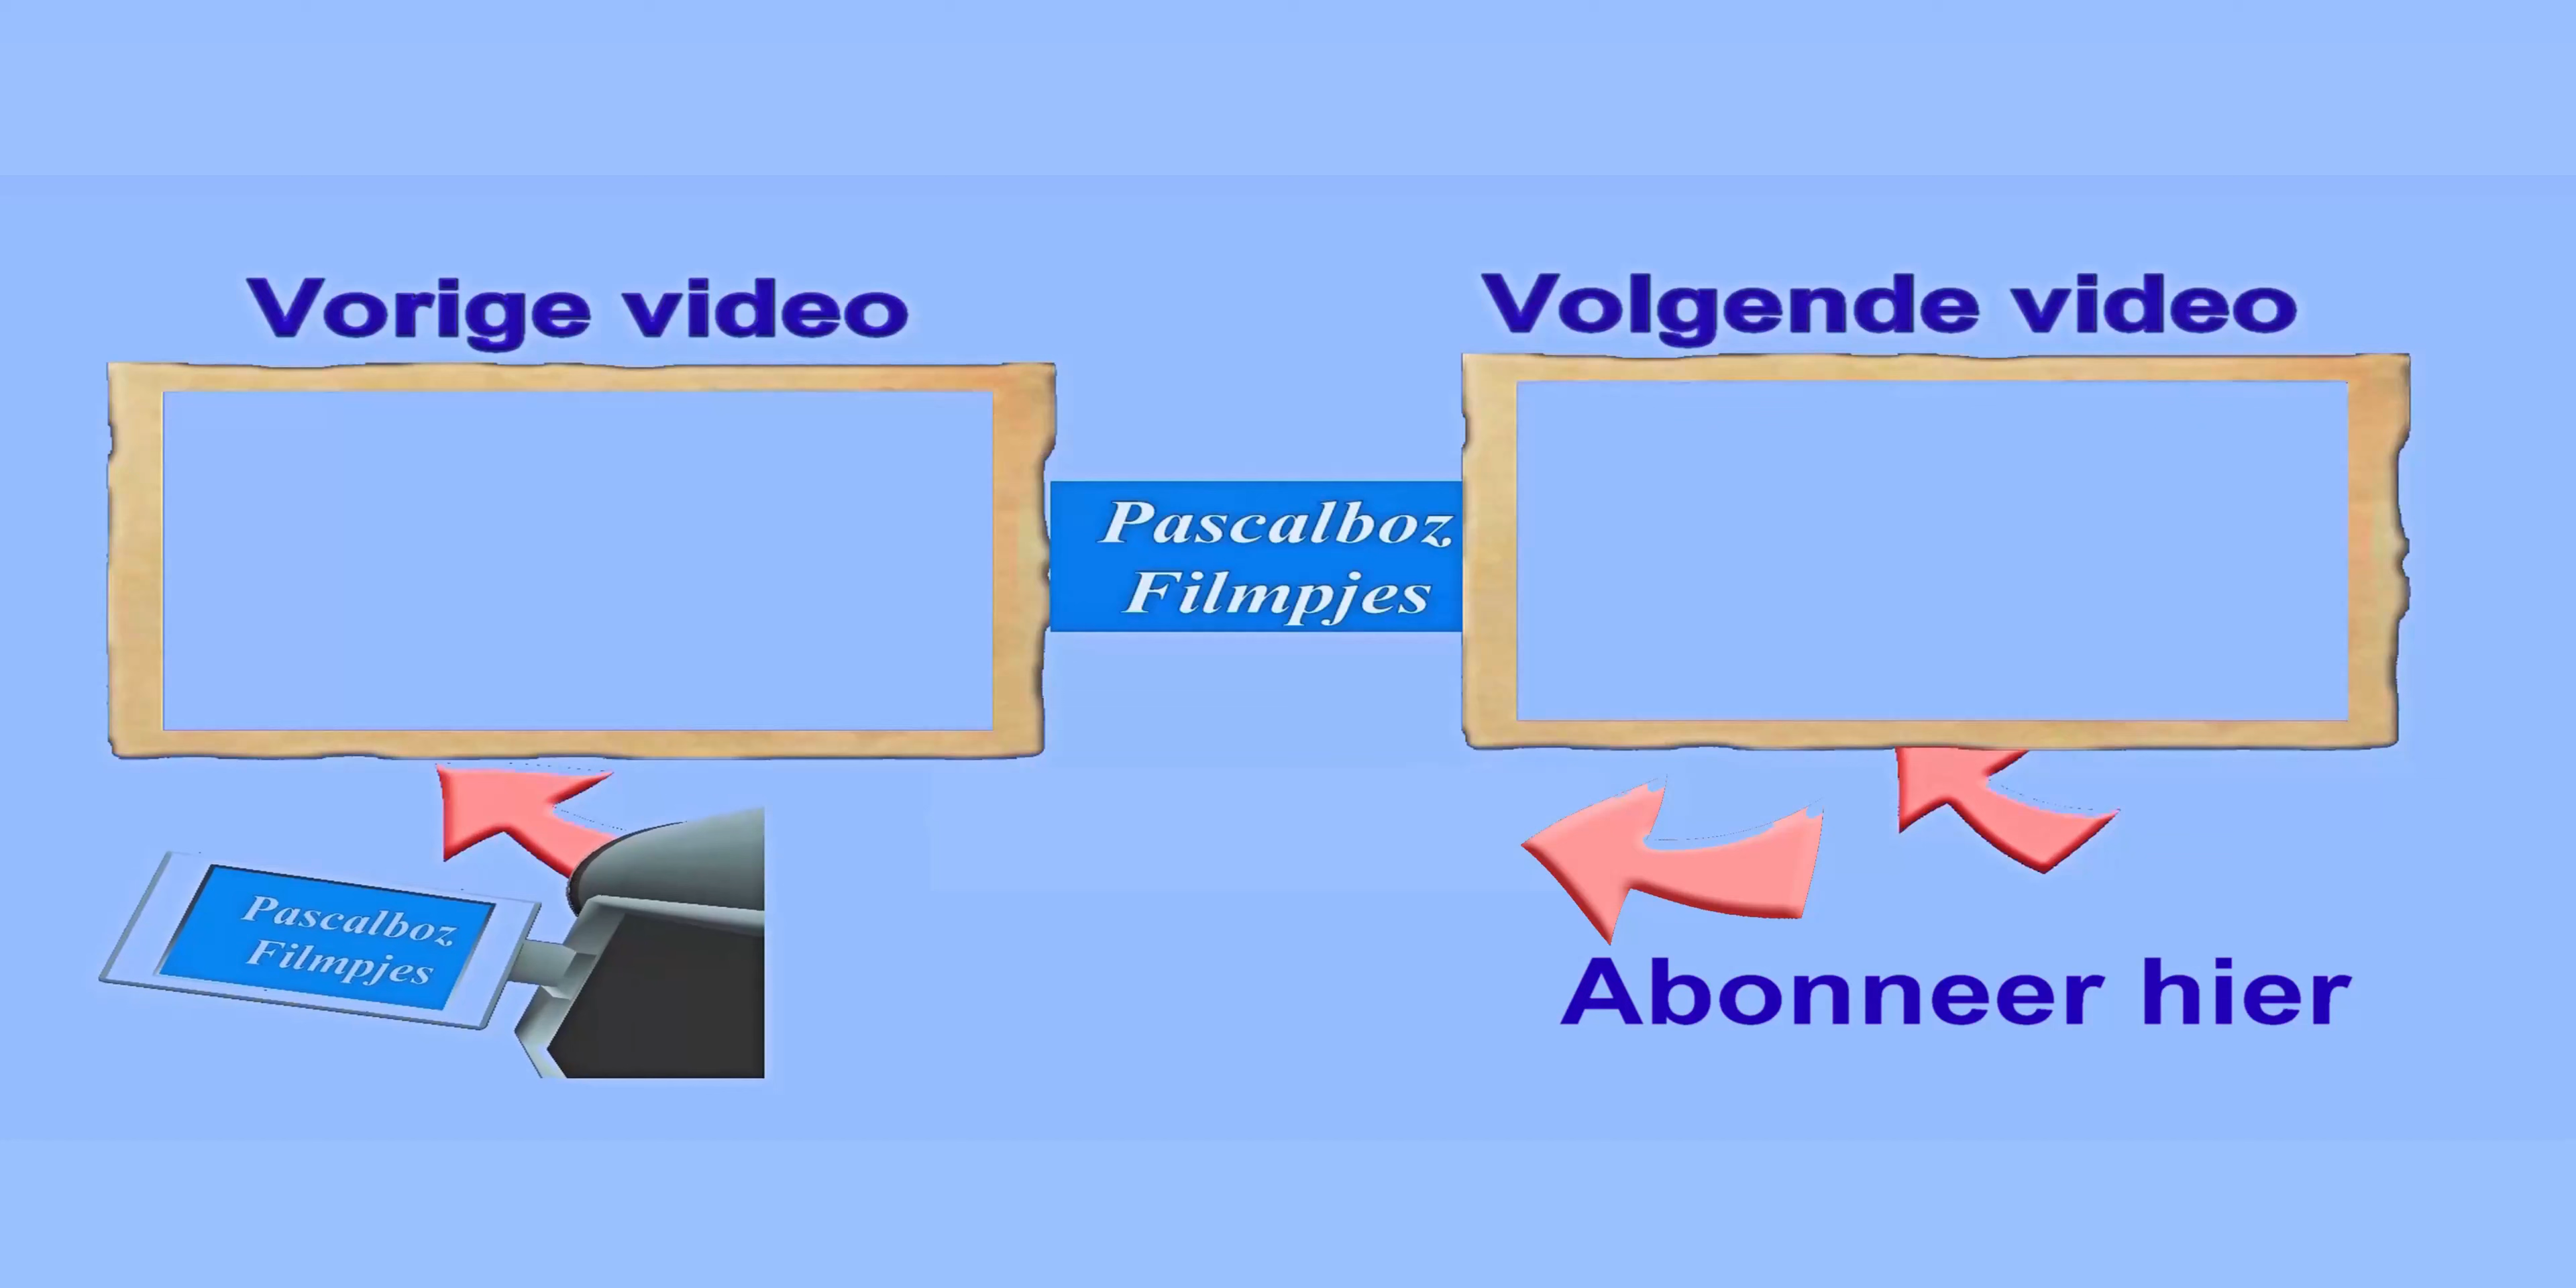 Vorige video
Volgende video
Pascalboz
Filmpjes
Pascalboz
Filmpjes
Abonneer hier